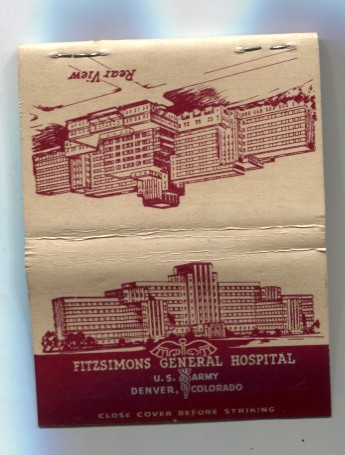 Rear View
FITZSIMONS GENERAL HOSPITAL
U.S. ARMY
DENVER, COLORADO
CLOSE COVER BEFORE STRIKING